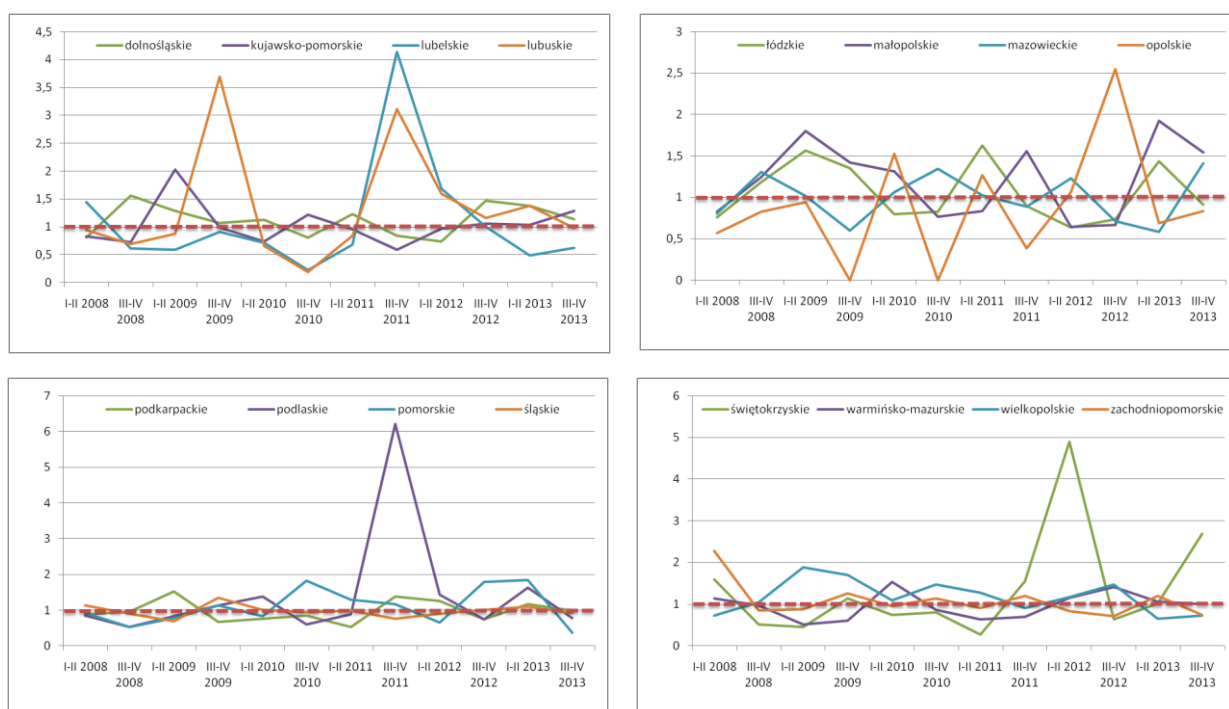 4,5
4
3,5
3
2,5
2
1,5
1
0,5
0
dolnośląskie kujawsko-pomorskie lubelskie lubuskie
I-II 2008 III-IV I-II 2009 III-IV I-II 2010 III-IV I-II 2011 III-IV I-II 2012 III-IV I-II 2013 III-IV
2008 2009 2010 2011 2012 2013
3
2,5
2
1,5
1
0,5
0
łódzkie małopolskie mazowieckie opolskie
I-II 2008 III-IV I-II 2009 III-IV I-II 2010 III-IV I-II 2011 III-IV I-II 2012 III-IV I-II 2013 III-IV
2008 2009 2010 2011 2012 2013
7
6
5
4
3
2
1
0
podkarpackie podlaskie pomorskie śląskie
I-II 2008 III-IV I-II 2009 III-IV I-II 2010 III-IV I-II 2011 III-IV I-II 2012 III-IV I-II 2013 III-IV
2008 2009 2010 2011 2012 2013
6
5
4
3
2
1
0
świętokrzyskie warmińsko-mazurskie wielkopolskie zachodniopomorskie
I-II 2008 III-IV I-II 2009 III-IV I-II 2010 III-IV I-II 2011 III-IV I-II 2012 III-IV I-II 2013 III-IV
2008 2009 2010 2011 2012 2013